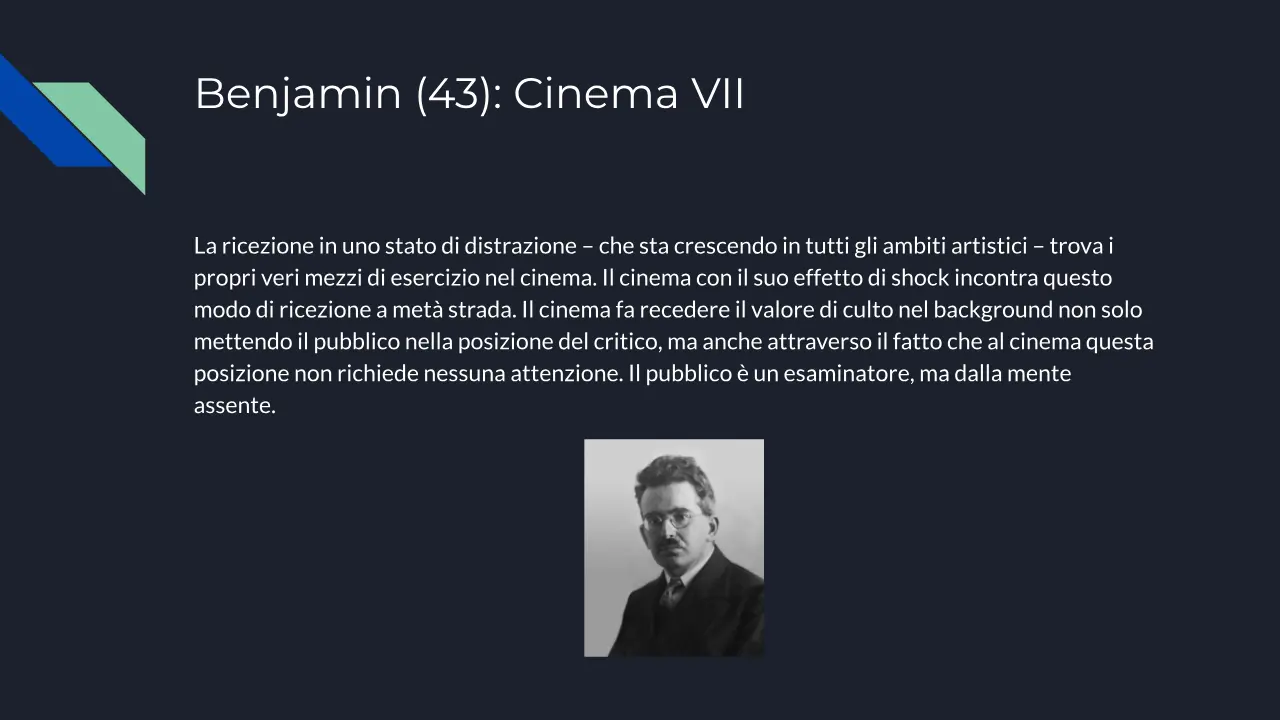 Benjamin (43): Cinema VII
La ricezione in uno stato di distrazione – che sta crescendo in tutti gli ambiti artistici – trova i
propri veri mezzi di esercizio nel cinema. Il cinema con il suo effetto di shock incontra questo
modo di ricezione a metà strada. Il cinema fa recedere il valore di culto nel background non solo
mettendo il pubblico nella posizione del critico, ma anche attraverso il fatto che al cinema questa
posizione non richiede nessuna attenzione. Il pubblico è un esaminatore, ma dalla mente
assente.